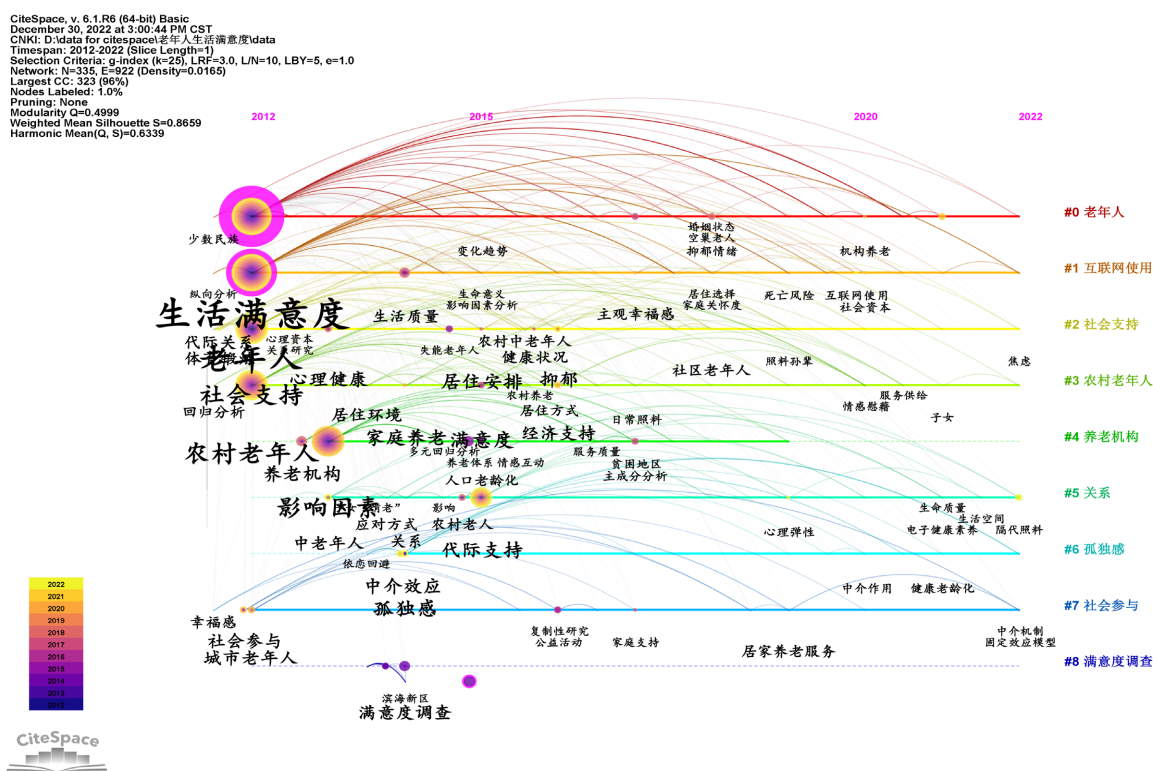 CiteSpace, v. 6.1.R6 (64-bit) Basic
December 30, 2022 at 3:00:44 PM CST
CNKI: D:\data for citespace\老年人生活满意度\data
Timespan: 2012-2022 (Slice Length=1)
Selection Criteria: g-index (k=25), LRF=3.0, L/N=10, LBY=5, e=1.0
Network: N=335, E=922 (Density=0.0165)
Largest CC: 323 (96%)
Nodes Labeled: 1.0%
Pruning: None
Modularity Q=0.4999
Weighted Mean Silhouette S=0.8659
Harmonic Mean(Q, S)=0.6339
2012 2015 2020 2022
#0 老年人
少数民族
婚姻状态
空巢老人
抑郁情绪
变化趋势
机构养老
#1 互联网使用
纵向分析
生命意义
影响因素分析
居住选择
家庭关怀度
死亡风险
互联网使用
社会资本
生活满意度
生活质量
主观幸福感
#2 社会支持
代际关系
心理资本
关系研究
失能老年人
农村中老年人
健康状况
老年人
社区老年人
照料孙辈
焦虑
心理健康
居住安排
抑郁
#3 农村老年人
社会支持
农村养老
服务供给
情感慰藉
回归分析
居住环境
居住方式
日常照料
子女
家庭养老
满意度
经济支持
#4 养老机构
农村老年人
多元回归分析
服务质量
养老体系
情感互动
贫困地区
主成分分析
养老机构
人口老龄化
#5 关系
影响因素
影响
生命质量
生活空间
应对方式
农村老人
心理弹性
电子健康素养
隔代照料
中老年人
关系
代际支持
#6 孤独感
依恋回避
中介效应
中介作用
健康老龄化
孤独感
#7 社会参与
幸福感
社会参与
城市老年人
复制性研究
公益活动
家庭支持
居家养老服务
中介机制
固定效应模型
#8 满意度调查
滨海新区
满意度调查
2022
2021
2020
2019
2018
2017
2016
2015
2014
2013
2012
CiteSpace